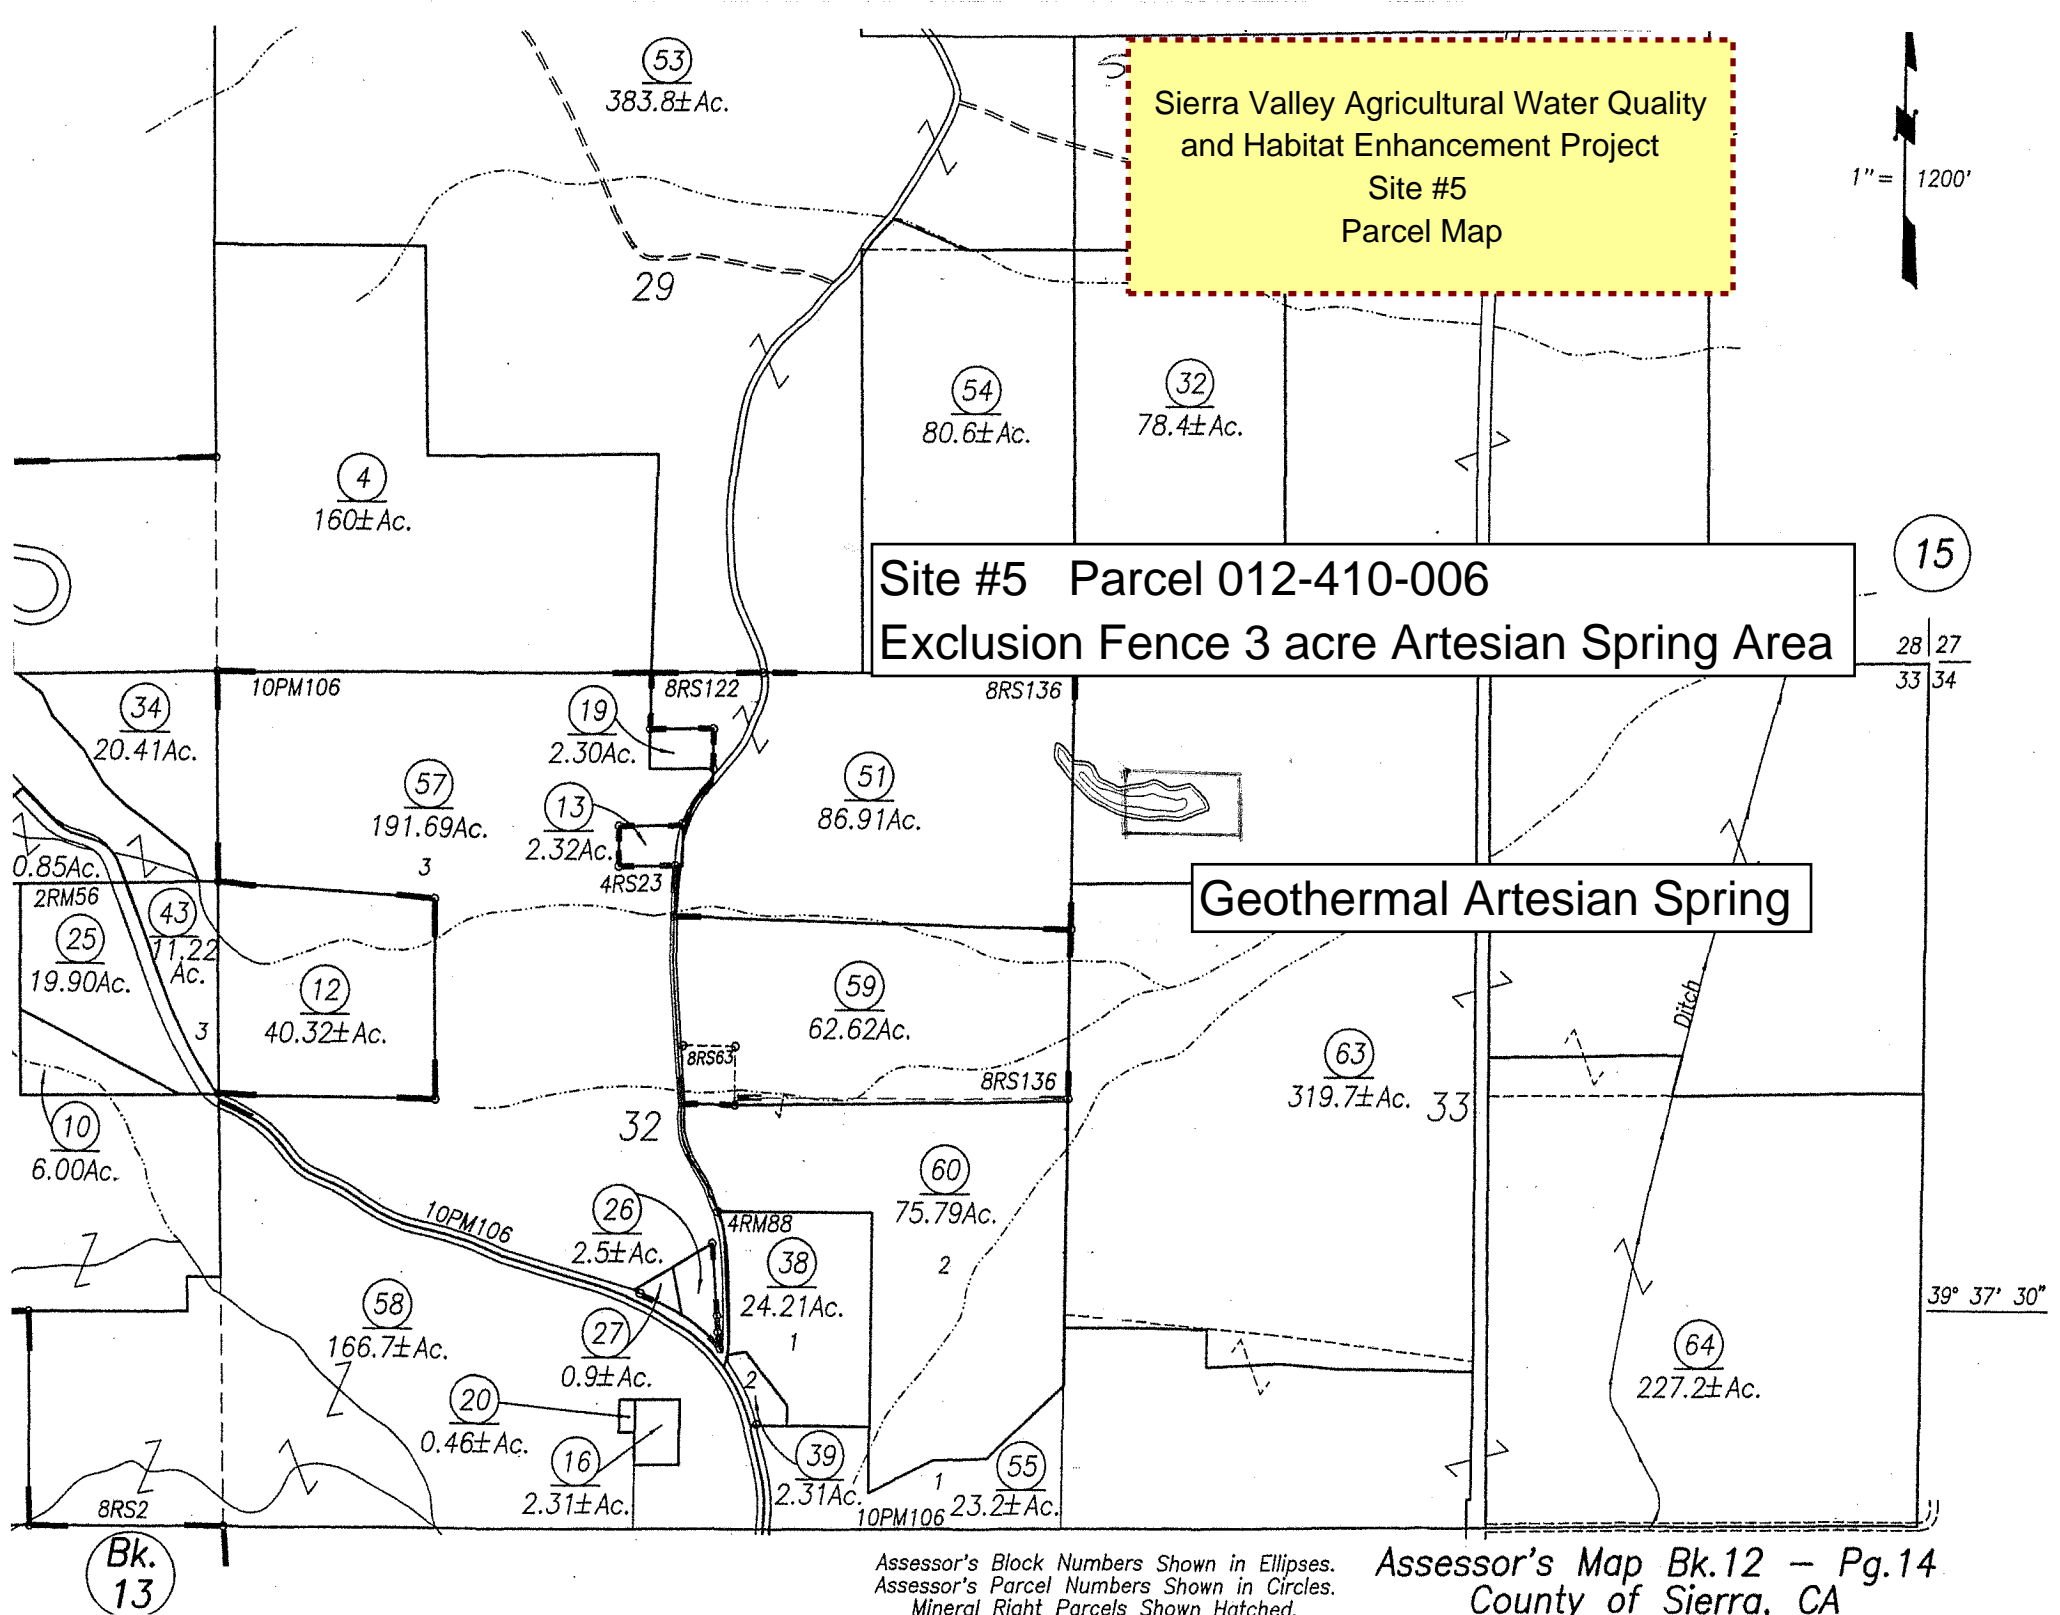 53
383.8±Ac.
Sierra Valley Agricultural Water Quality
and Habitat Enhancement Project
Site #5
Parcel Map
1"= 1200'
29
54
80.6±Ac.
32
78.4±Ac.
4
160±Ac.
15
Site #5 Parcel 012-410-006
Exclusion Fence 3 acre Artesian Spring Area
28 27
33 34
10PM106
8RS122
8RS136
34
20.41Ac.
19
2.30Ac.
57
191.69Ac.
3
13
2.32Ac.
51
86.91Ac.
0.85Ac.
4RS23
2RM56
43
11.22
Ac.
Geothermal Artesian Spring
25
19.90Ac.
12
40.32±Ac.
59
62.62Ac.
Ditch
3
8RS63
8RS136
63
319.7±Ac.
33
10
6.00Ac.
32
60
75.79Ac.
2
10PM106
26
2.5±Ac.
4RM88
38
24.21Ac.
1
39° 37' 30"
58
166.7±Ac.
27
0.9±Ac.
2
64
227.2±Ac.
20
0.46±Ac.
16
2.31±Ac.
39
2.31Ac.
1
55
23.2±Ac.
10PM106
8RS2
Bk.
13
Assessor's Block Numbers Shown in Ellipses.
Assessor's Parcel Numbers Shown in Circles.
Mineral Right Parcels Shown Hatched.
Assessor's Map Bk.12 – Pg.14
County of Sierra, CA